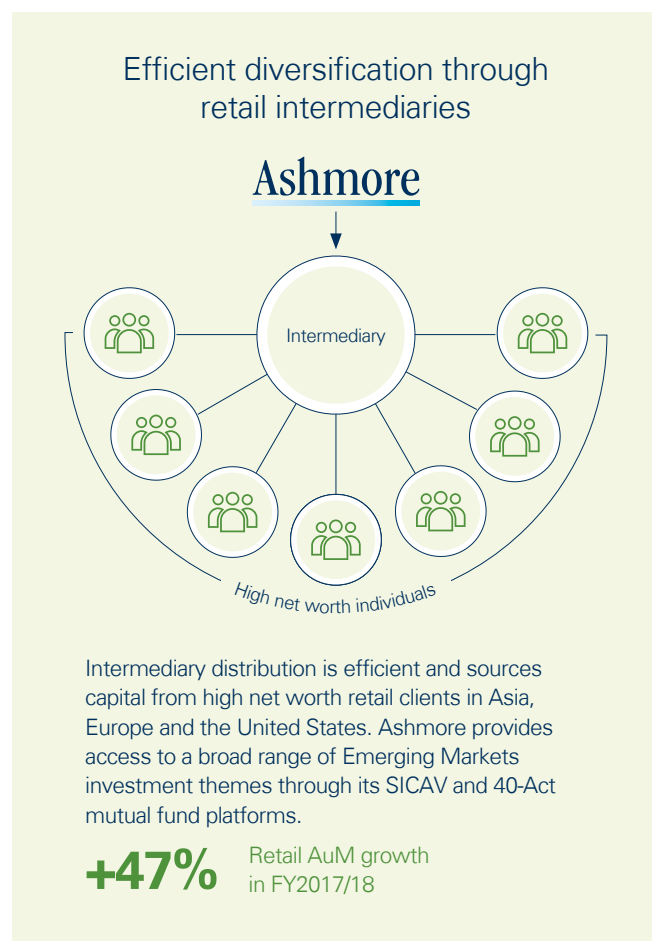 Efficient diversification through
retail intermediaries
Ashmore
Intermediary
High net worth individuals
Intermediary distribution is efficient and sources
capital from high net worth retail clients in Asia,
Europe and the United States. Ashmore provides
access to a broad range of Emerging Markets
investment themes through its SICAV and 40-Act
mutual fund platforms.
+47%
Retail AuM growth
in FY2017/18